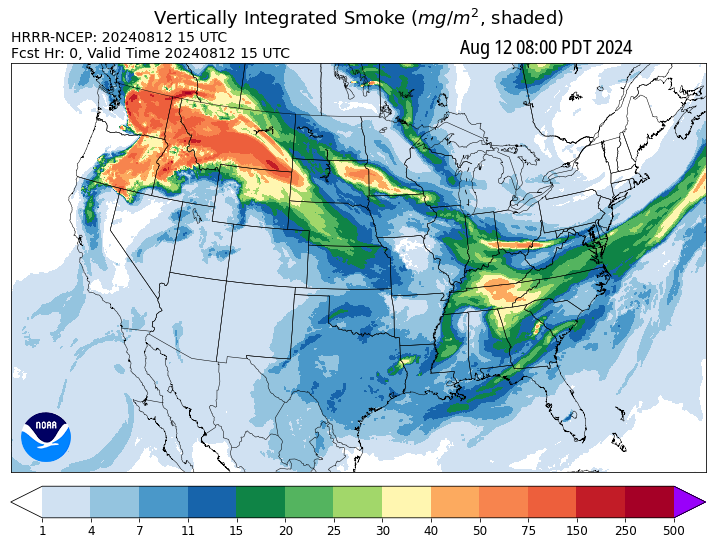 Vertically Integrated Smoke (mg/m², shaded)
HRRR-NCEP: 20240812 15 UTC
Fcst Hr: 0, Valid Time 20240812 15 UTC
Aug 12 08:00 PDT 2024
NOAA
1 4 7 11 15 20 25 30 40 50 75 150 250 500